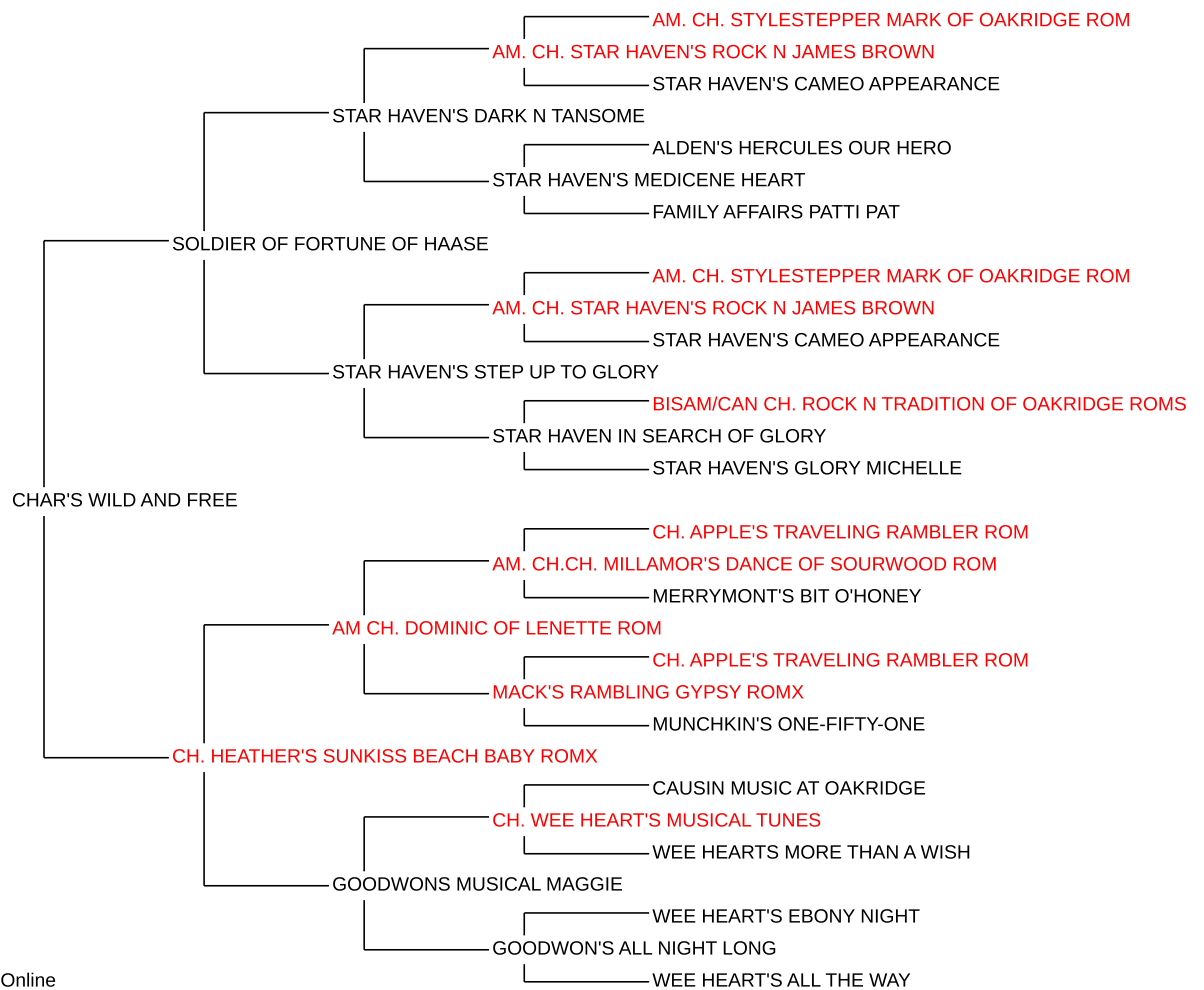 AM. CH. STYLESTEPPER MARK OF OAKRIDGE ROM
AM. CH. STAR HAVEN'S ROCK N JAMES BROWN
STAR HAVEN'S CAMEO APPEARANCE
STAR HAVEN'S DARK N TANSOME
ALDEN'S HERCULES OUR HERO
STAR HAVEN'S MEDICENE HEART
FAMILY AFFAIRS PATTI PAT
SOLDIER OF FORTUNE OF HAASE
AM. CH. STYLESTEPPER MARK OF OAKRIDGE ROM
AM. CH. STAR HAVEN'S ROCK N JAMES BROWN
STAR HAVEN'S CAMEO APPEARANCE
STAR HAVEN'S STEP UP TO GLORY
BISAM/CAN CH. ROCK N TRADITION OF OAKRIDGE ROMS
STAR HAVEN IN SEARCH OF GLORY
STAR HAVEN'S GLORY MICHELLE
CHAR'S WILD AND FREE
CH. APPLE'S TRAVELING RAMBLER ROM
AM. CH.CH. MILLAMOR'S DANCE OF SOURWOOD ROM
MERRYMONT'S BIT O'HONEY
AM CH. DOMINIC OF LENETTE ROM
CH. APPLE'S TRAVELING RAMBLER ROM
MACK'S RAMBLING GYPSY ROMX
MUNCHKIN'S ONE-FIFTY-ONE
CH. HEATHER'S SUNKISS BEACH BABY ROMX
CAUSIN MUSIC AT OAKRIDGE
CH. WEE HEART'S MUSICAL TUNES
WEE HEARTS MORE THAN A WISH
GOODWONS MUSICAL MAGGIE
WEE HEART'S EBONY NIGHT
GOODWON'S ALL NIGHT LONG
WEE HEART'S ALL THE WAY
Online